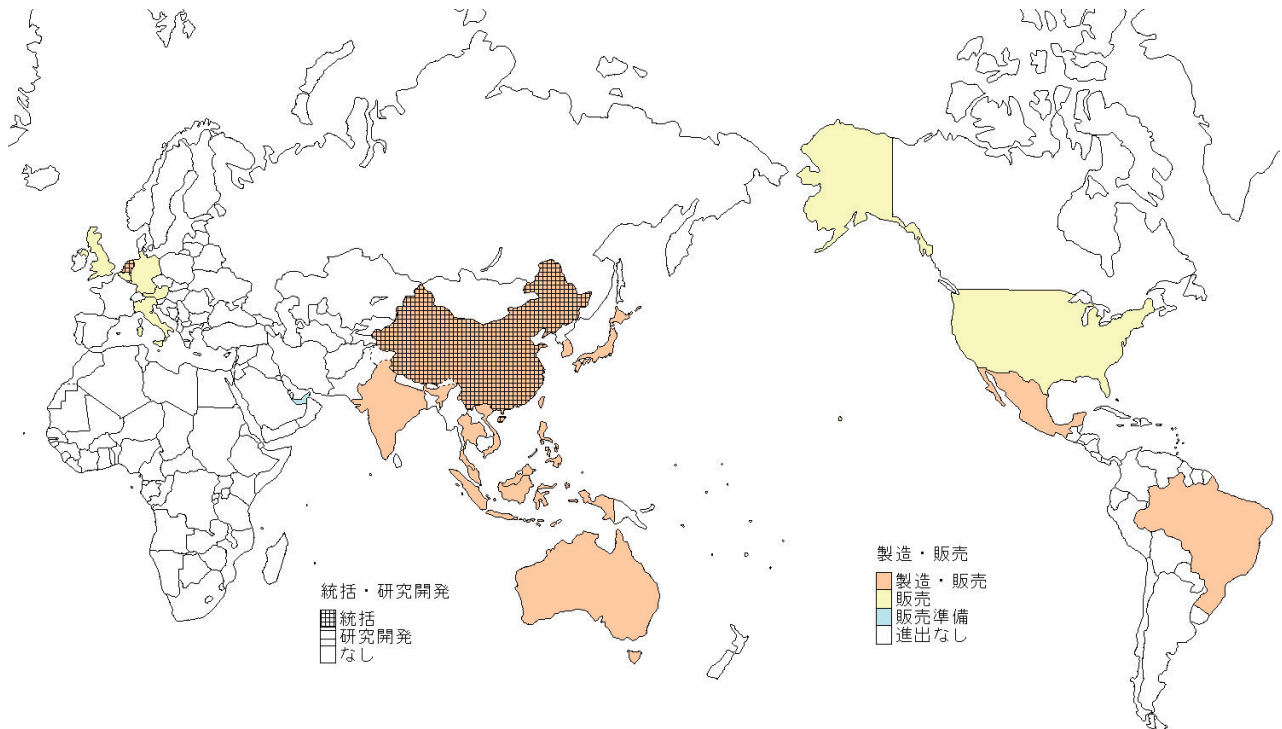 統括・研究開発
統括
研究開発
なし
製造・販売
製造・販売
販売
販売準備
進出なし